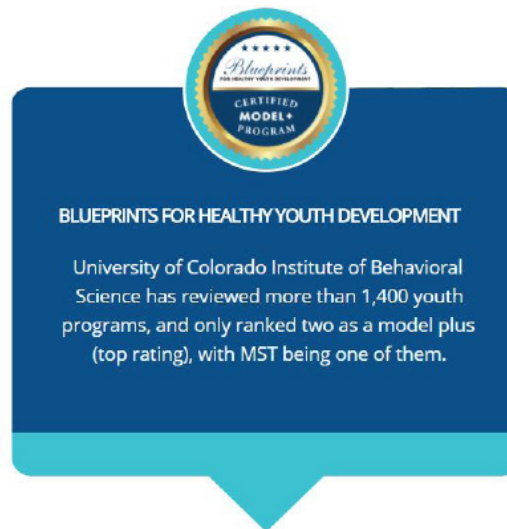 Blueprints
FOR HEALTHY YOUTH DEVELOPMENT
CERTIFIED
MODEL+
PROGRAM
BLUEPRINTS FOR HEALTHY YOUTH DEVELOPMENT
University of Colorado Institute of Behavioral
Science has reviewed more than 1,400 youth
programs, and only ranked two as a model plus
(top rating), with MST being one of them.